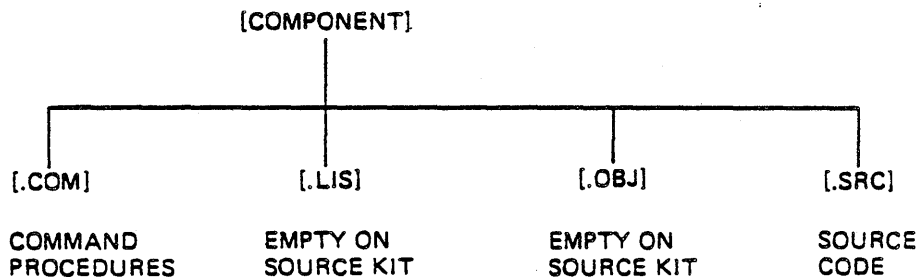 [COMPONENT]
[.COM] [.LIS] [.OBJ] [.SRC]
COMMAND PROCEDURES
EMPTY ON SOURCE KIT
EMPTY ON SOURCE KIT
SOURCE CODE